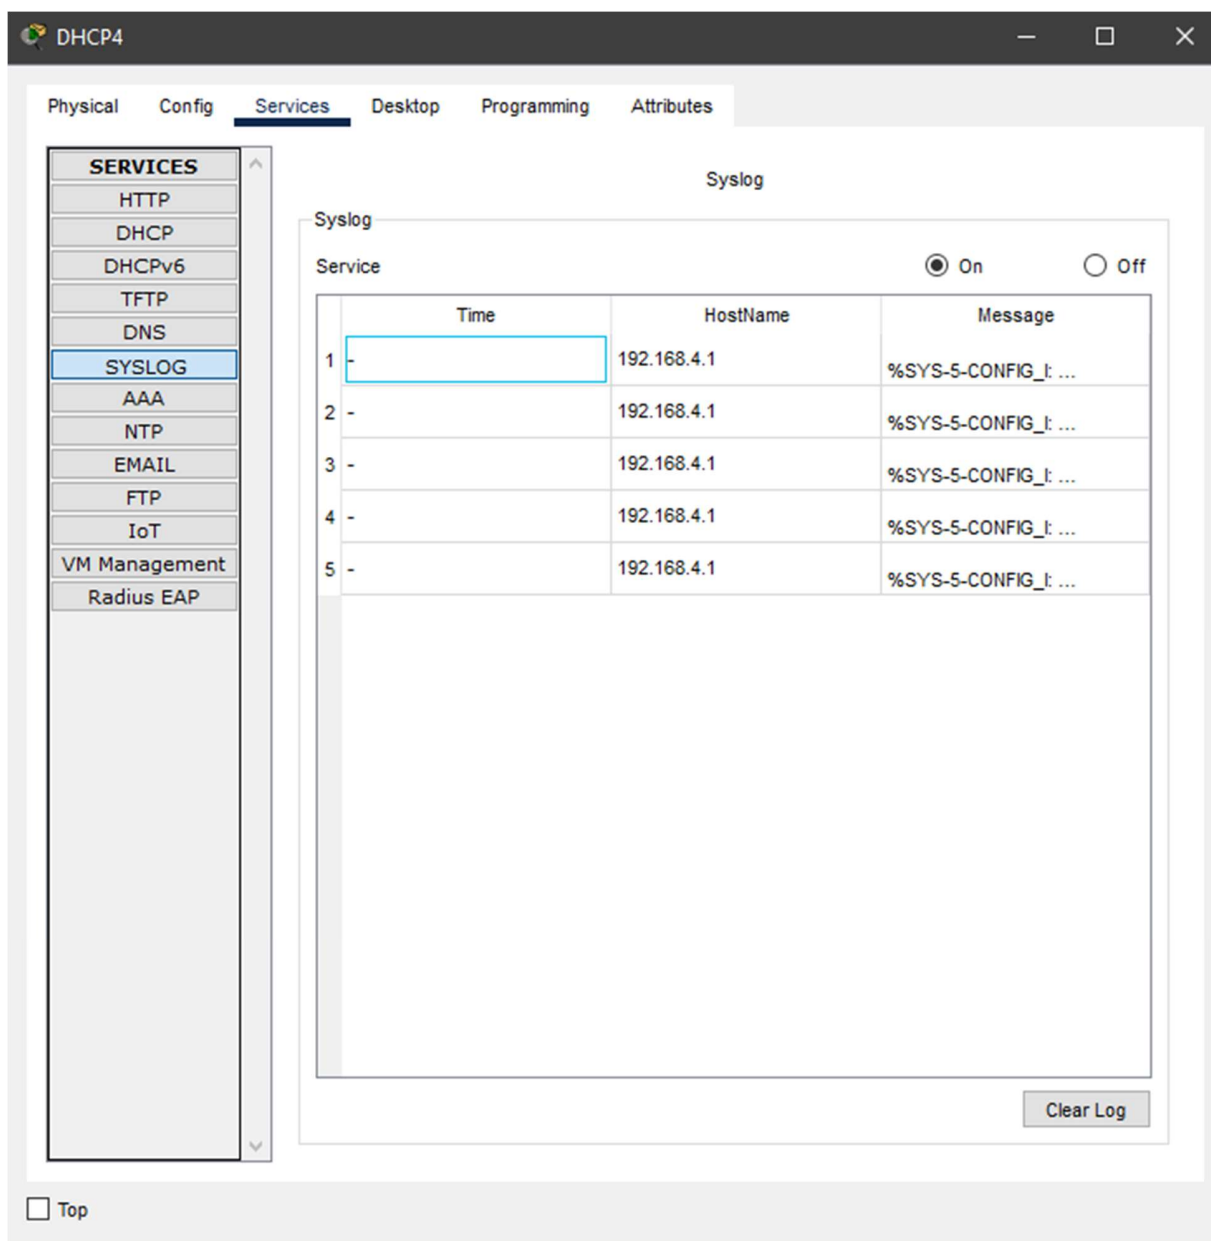 DHCP4
Physical Config Services Desktop Programming Attributes
SERVICES
HTTP
DHCP
DHCPv6
TFTP
DNS
SYSLOG
AAA
NTP
EMAIL
FTP
IoT
VM Management
Radius EAP
Syslog
Syslog
Service On Off
Time HostName Message
1 - 192.168.4.1 %SYS-5-CONFIG_I: ...
2 - 192.168.4.1 %SYS-5-CONFIG_I: ...
3 - 192.168.4.1 %SYS-5-CONFIG_I: ...
4 - 192.168.4.1 %SYS-5-CONFIG_I: ...
5 - 192.168.4.1 %SYS-5-CONFIG_I: ...
Clear Log
Top